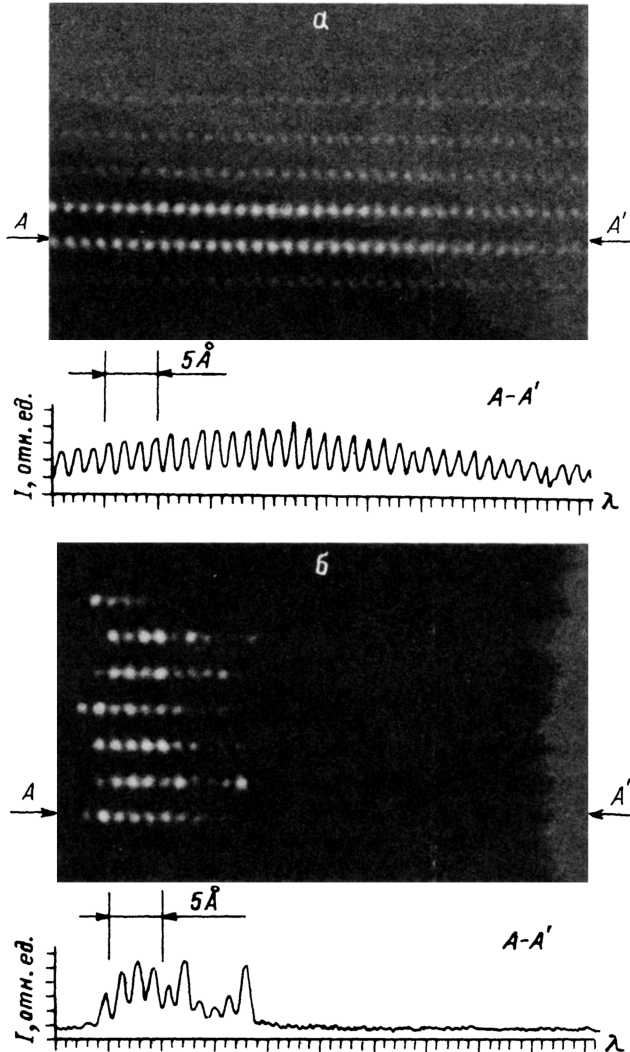 а
А
А'
5Å
А-А'
I, отн. ед.
λ
б
А
А'
5Å
А-А'
I, отн. ед.
λ